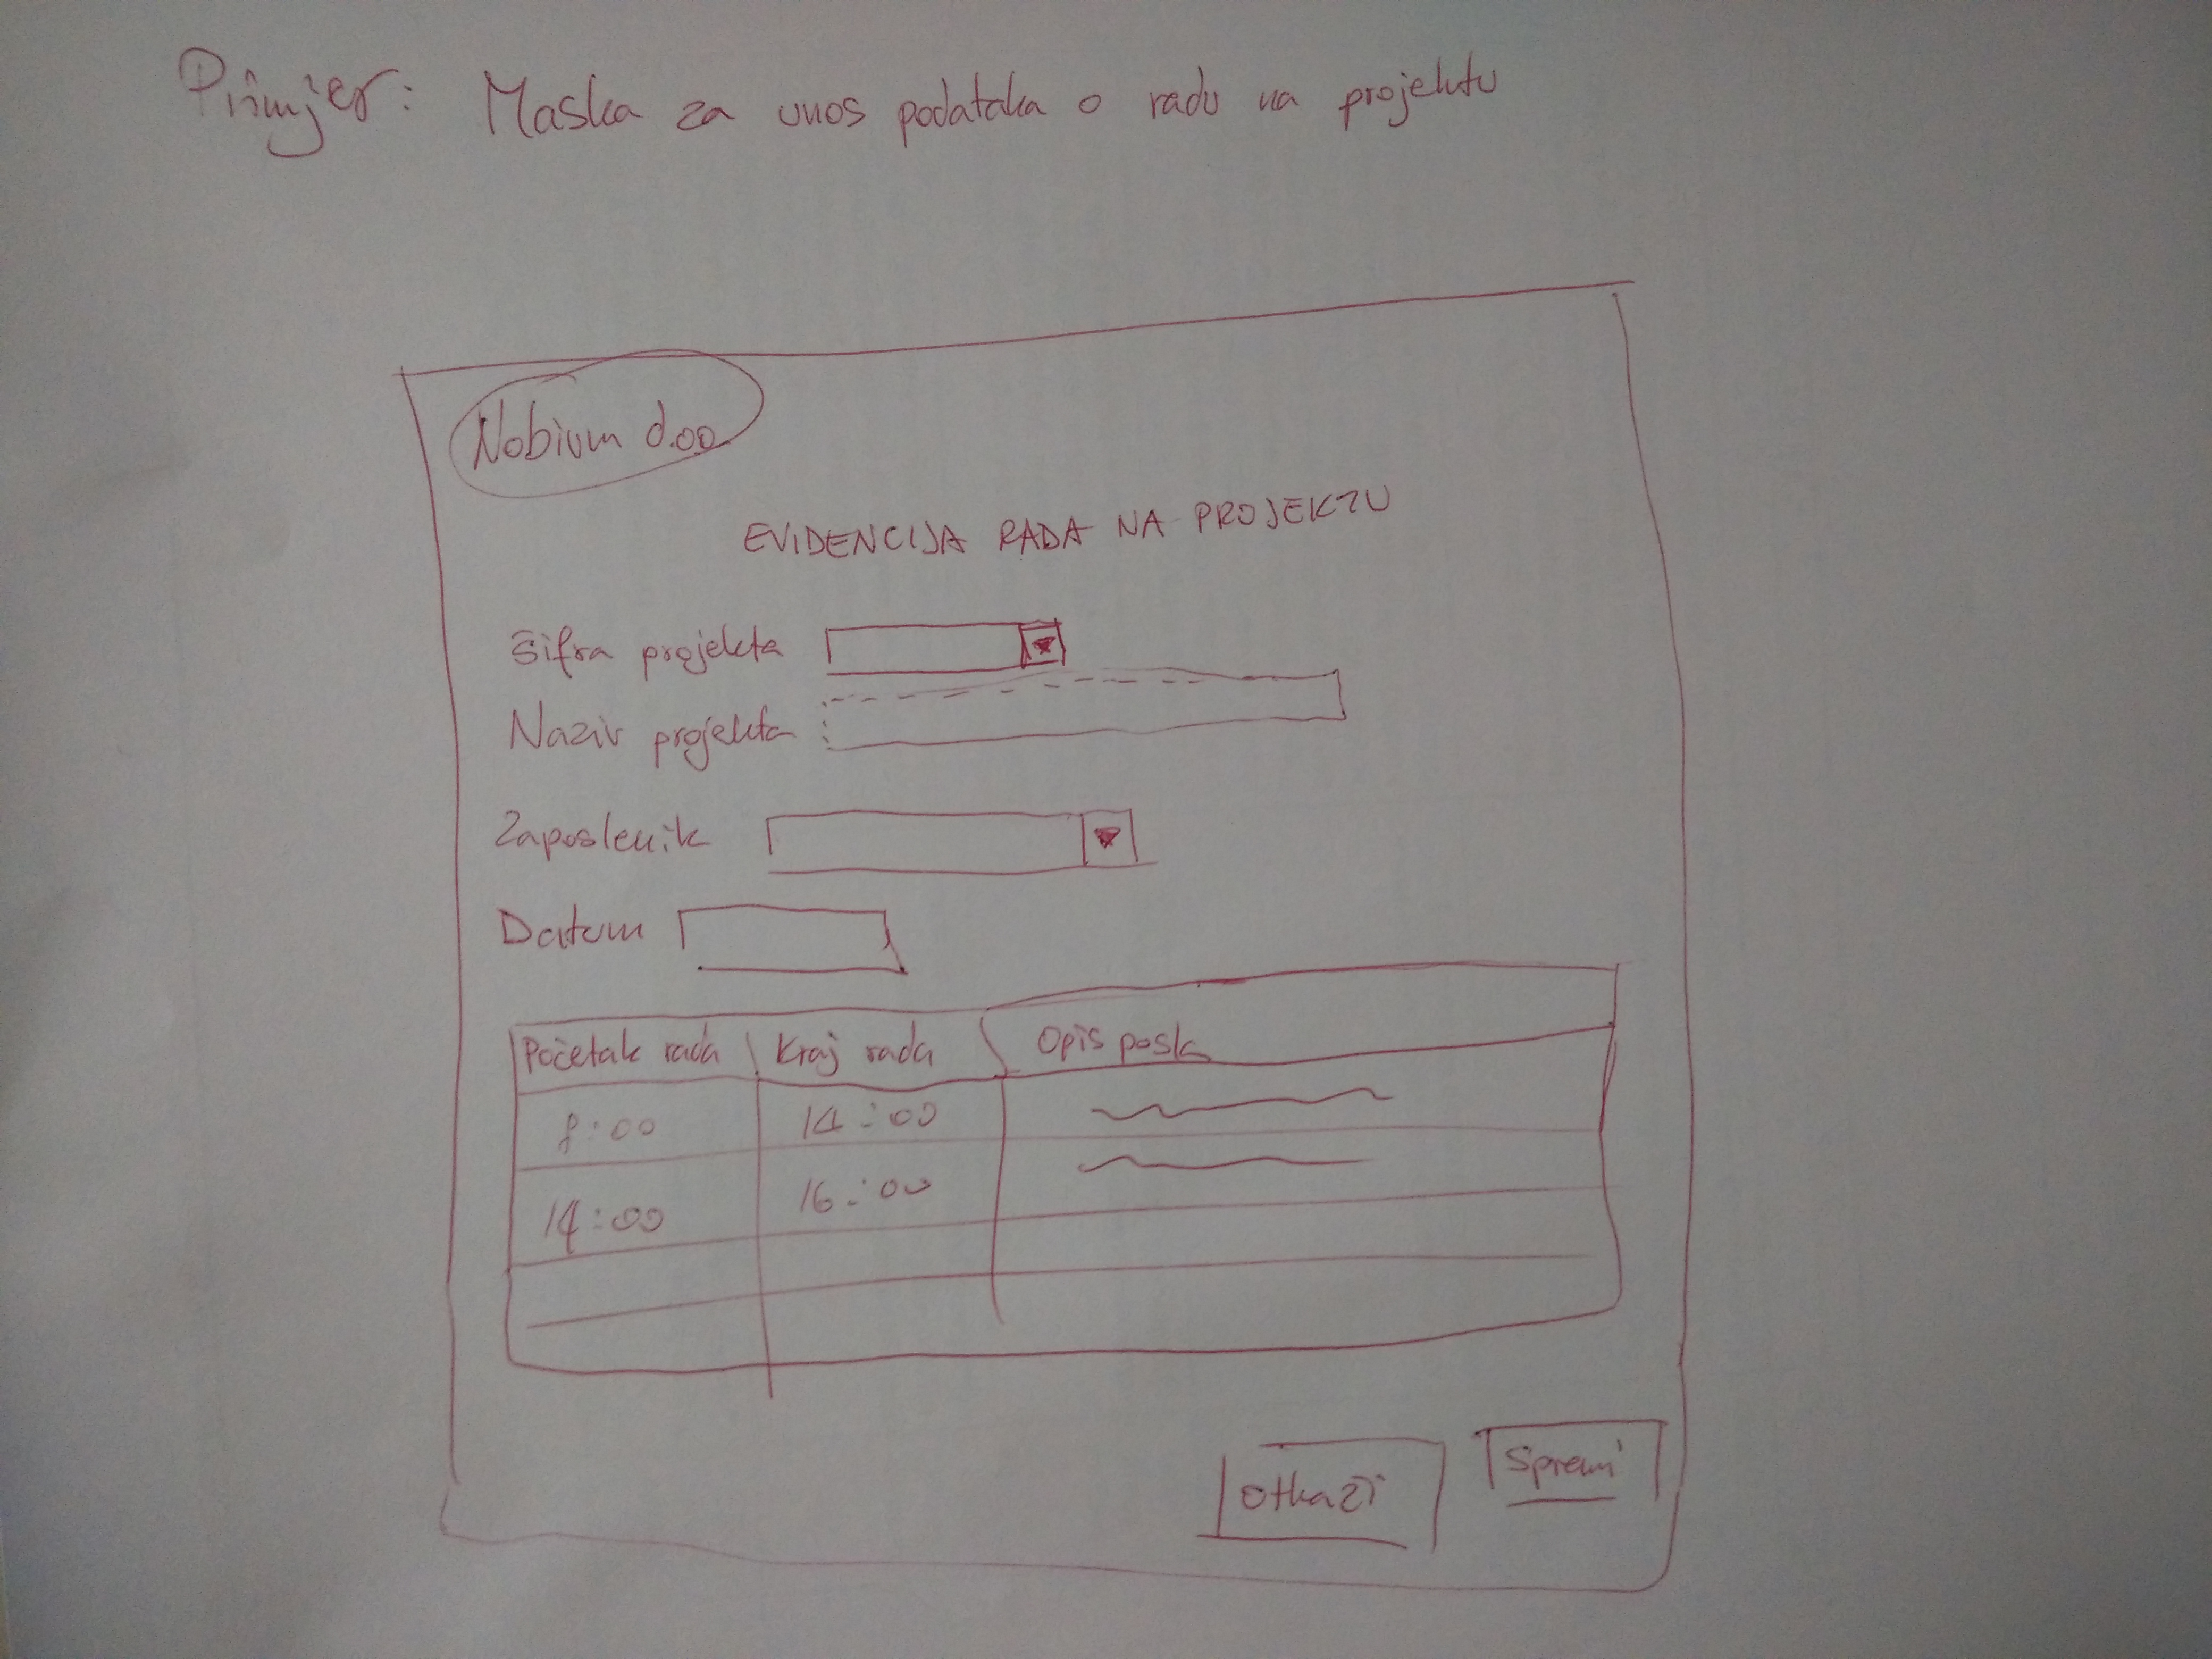 Primjer: Maska za unos podataka o radu na projektu
Nobium d.oo.
EVIDENCIJA RADA NA PROJEKTU
Šifra projekta
Naziv projekta
Zaposlenik
Datum
Početak rada Kraj rada Opis posla
8:00 14:00
14:00 16:00
Otkaži Spremi